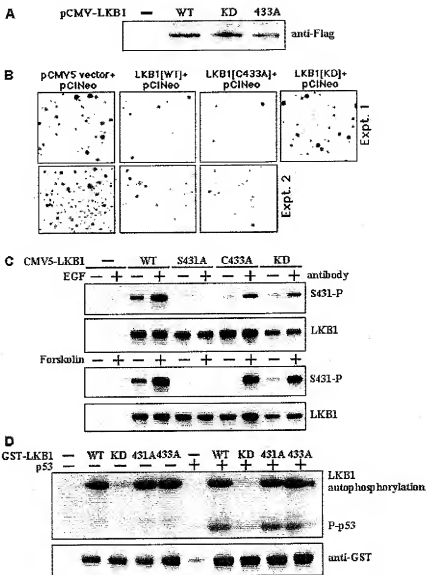 A
pCMV-LKB1 – WT KD 433A
anti-Flag
B
pCMV5 vector+ pCINeo
LKB1[WT]+ pCINeo
LKB1[C433A]+ pCINeo
LKB1[KD]+ pCINeo
Expt. 1
Expt. 2
C
CMV5-LKB1 – WT S431A C433A KD
EGF – + – + – + – + – + antibody
S431-P
LKB1
Forskolin – + – + – + – + – +
S431-P
LKB1
D
GST-LKB1 – WT KD 431A 433A – WT KD 431A 433A
p53 – – – – – + + + + +
LKB1
autophosphorylation
P-p53
anti-GST